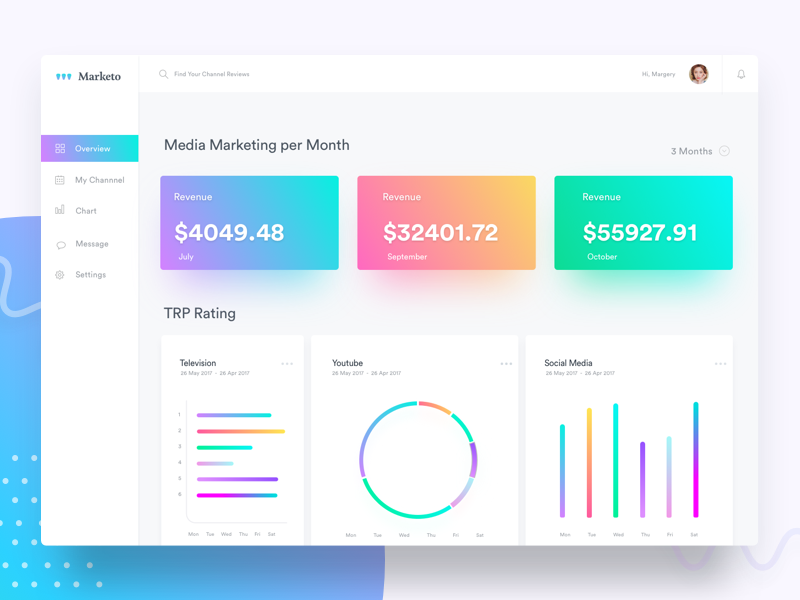 Marketo
Find Your Channel Reviews
Hi, Margery
Overview
My Channnel
Chart
Message
Settings
Media Marketing per Month
3 Months
Revenue
$4049.48
July
Revenue
$32401.72
September
Revenue
$55927.91
October
TRP Rating
Television
26 May 2017 - 26 Apr 2017
1
2
3
4
5
6
Mon Tue Wed Thu Fri Sat
Youtube
26 May 2017 - 26 Apr 2017
Mon Tue Wed Thu Fri Sat
Social Media
26 May 2017 - 26 Apr 2017
Mon Tue Wed Thu Fri Sat